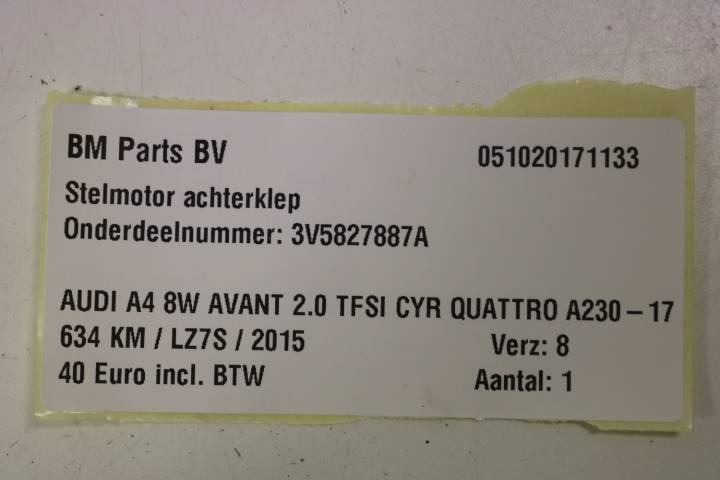 BM Parts BV 051020171133
Stelmotor achterklep
Onderdeelnummer: 3V5827887A
AUDI A4 8W AVANT 2.0 TFSI CYR QUATTRO A230-17
634 KM / LZ7S / 2015 Verz: 8
40 Euro incl. BTW Aantal: 1